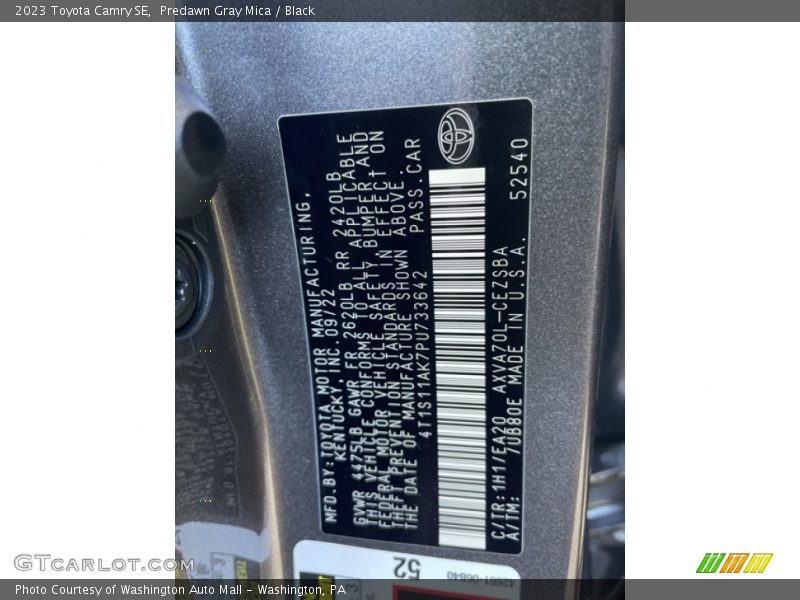 2023 Toyota Camry SE, Predawn Gray Mica / Black
MFD.BY:TOYOTA MOTOR MANUFACTURING,
KENTUCKY, INC. 09/22
GVWR 4475LB GAWR FR 2620LB RR 2420LB
THIS VEHICLE CONFORMS TO ALL APPLICABLE
FEDERAL MOTOR VEHICLE SAFETY, BUMPER AND
THEFT PREVENTION STANDARDS IN EFFECT ON
THE DATE OF MANUFACTURE SHOWN ABOVE.
4T1S11AK7PU733642 PASS.CAR
C/TR:1H1/EA20 AXVA70L-CEZSBA
A/TM: 7UB80E MADE IN U.S.A. 52540
52
42661-06840
GTcarlot.com
Photo Courtesy of Washington Auto Mall - Washington, PA